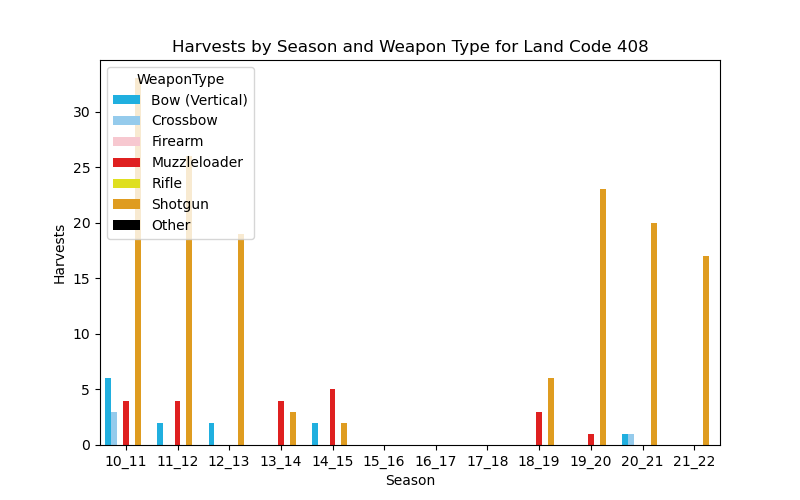 Harvests by Season and Weapon Type for Land Code 408
WeaponType
Bow (Vertical)
Crossbow
Firearm
Muzzleloader
Rifle
Shotgun
Other
Harvests
30
25
20
15
10
5
0
10_11 11_12 12_13 13_14 14_15 15_16 16_17 17_18 18_19 19_20 20_21 21_22
Season